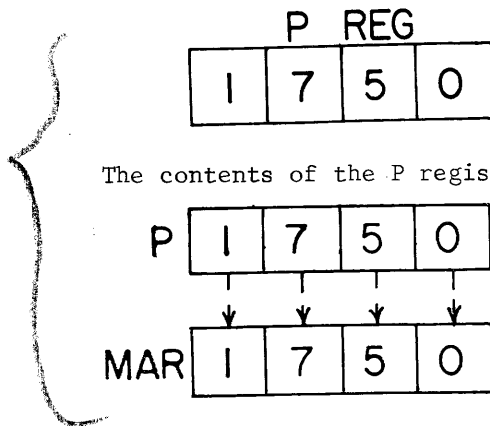 P REG
1 7 5 0
The contents of the P regis
P 1 7 5 0
MAR 1 7 5 0